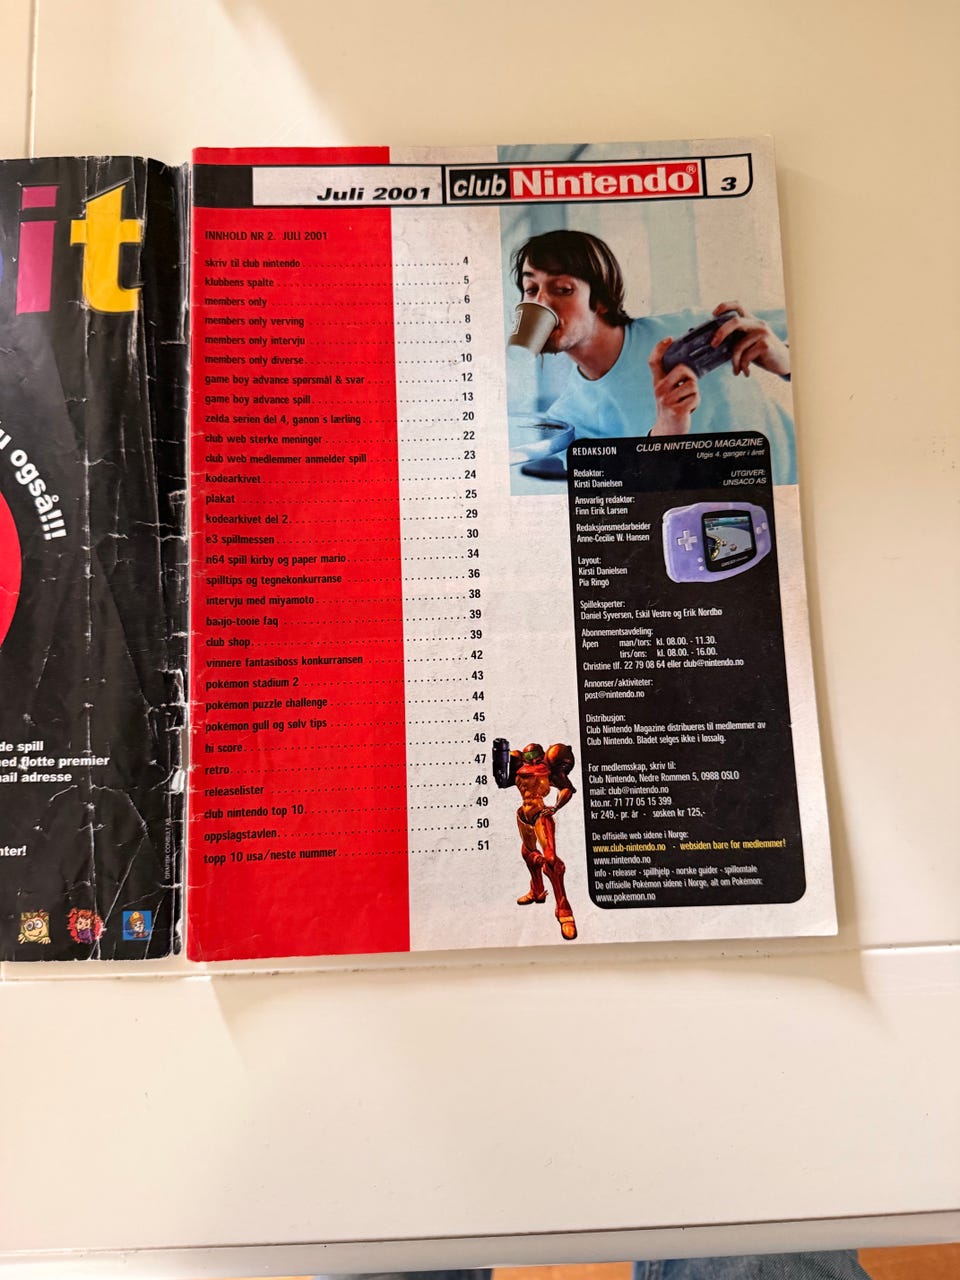 it
også!!!
de spill
ed flotte premier
ail adresse
nter!
Juli 2001 club Nintendo® 3
INNHOLD NR 2. JULI 2001
skriv til club nintendo 4
klubbens spalte 5
members only 6
members only verving 8
members only intervju 9
members only diverse 10
game boy advance spørsmål & svar 12
game boy advance spill 13
zelda serien del 4, ganon s lærling 20
club web sterke meninger 22
club web medlemmer anmelder spill 23
kodearkivet 24
plakat 25
kodearkivet del 2 29
e3 spillmessen 30
n64 spill kirby og paper mario 34
spilltips og tegnekonkurranse 36
intervju med miyamoto 38
banjo-tooie faq 39
club shop 39
vinnere fantasiboss konkurransen 42
pokémon stadium 2 43
pokémon puzzle challenge 44
pokémon gull og sølv tips 45
hi score 46
retro 47
releaselister 48
club nintendo top 10 49
oppslagstavlen 50
topp 10 usa/neste nummer 51
REDAKSJON
CLUB NINTENDO MAGAZINE
Utgis 4. ganger i året
UTGIVER:
UNSACO AS
Redaktør:
Kirsti Danielsen
Ansvarlig redaktør:
Finn Eirik Larsen
Redaksjonsmedarbeider
Anne-Cecilie W. Hansen
Layout:
Kirsti Danielsen
Pia Ringö
Spilleksperter:
Daniel Syversen, Eskil Vestre og Erik Nordbø
Abonnementsavdeling:
Åpen man/tors: kl. 08.00. - 11.30.
tirs/ons: kl. 08.00. - 16.00.
Christine tlf. 22 79 08 64 eller club@nintendo.no
Annonser/aktiviteter:
post@nintendo.no
Distribusjon:
Club Nintendo Magazine distribueres til medlemmer av
Club Nintendo. Bladet selges ikke i løssalg.
For medlemsskap, skriv til:
Club Nintendo, Nedre Rommen 5, 0988 OSLO
mail: club@nintendo.no
kto.nr. 71 77 05 15 399
kr 249,- pr. år - søsken kr 125,-
De offisielle web sidene i Norge:
www.club-nintendo.no - websiden bare for medlemmer!
www.nintendo.no
info - releaser - spillhjelp - norske guider - spillomtale
De offisielle Pokémon sidene i Norge, alt om Pokémon:
www.pokemon.no